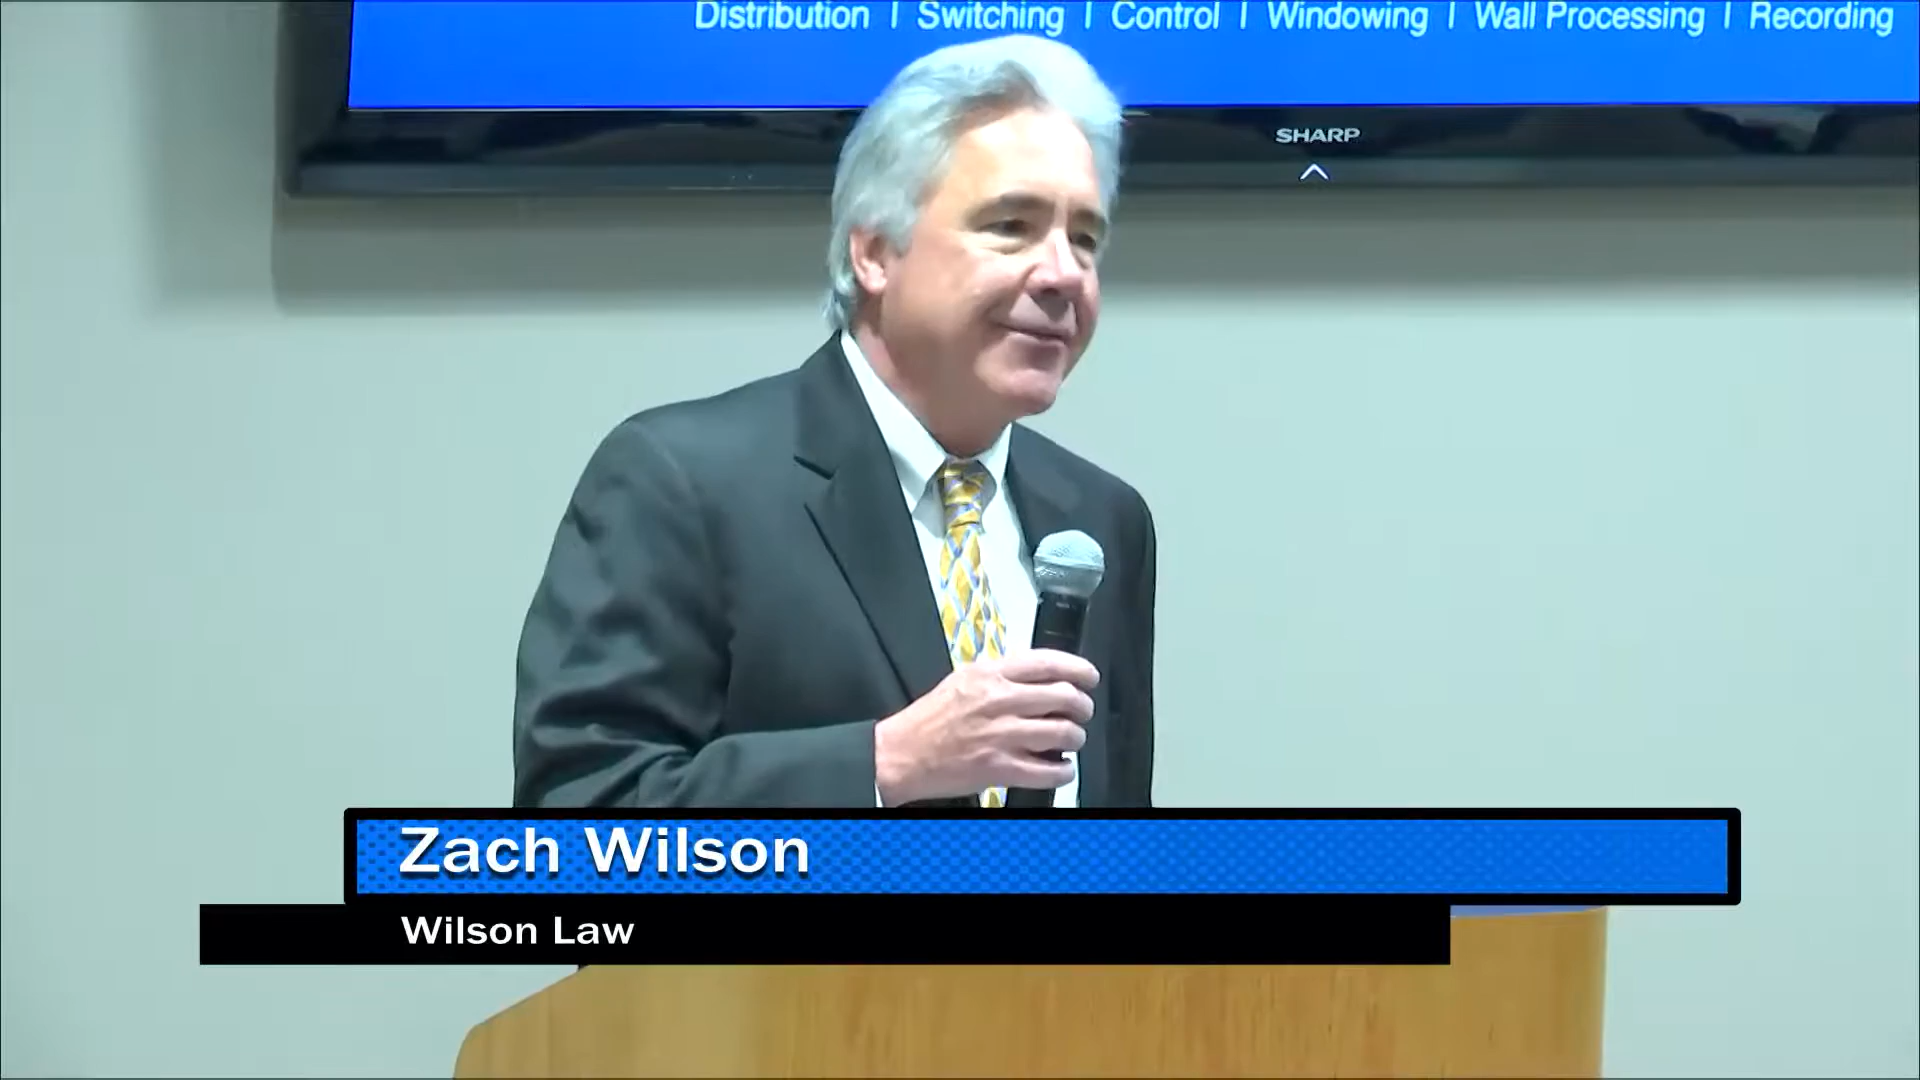 Distribution | Switching | Control | Windowing | Wall Processing | Recording
SHARP
Zach Wilson
Wilson Law